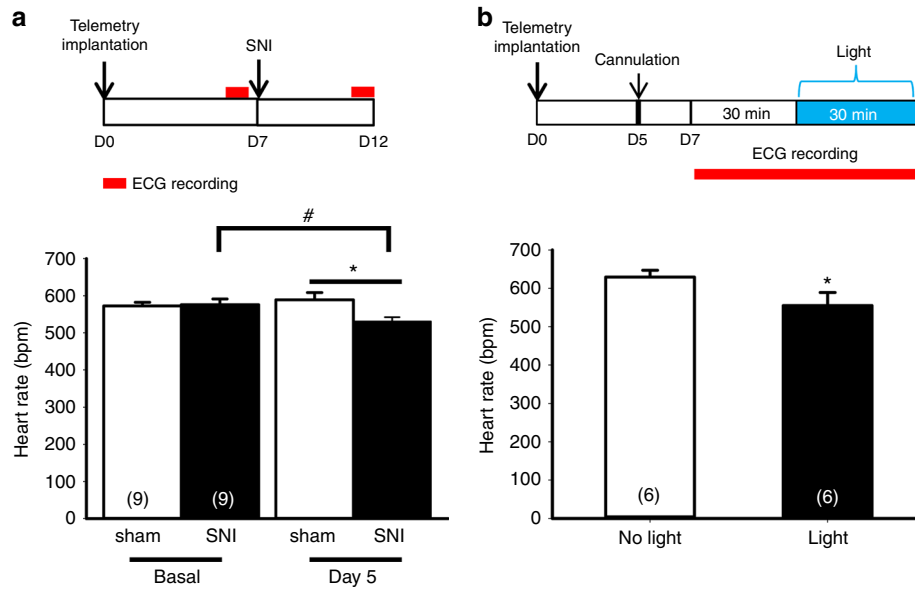 a
Telemetry
implantation
SNI
D0
D7
D12
ECG recording
#
*
Heart rate (bpm)
700
600
500
400
300
200
100
0
(9)
(9)
sham
SNI
sham
SNI
Basal
Day 5
b
Telemetry
implantation
Cannulation
Light
30 min
30 min
D0
D5
D7
ECG recording
Heart rate (bpm)
700
600
500
400
300
200
100
0
*
(6)
(6)
No light
Light